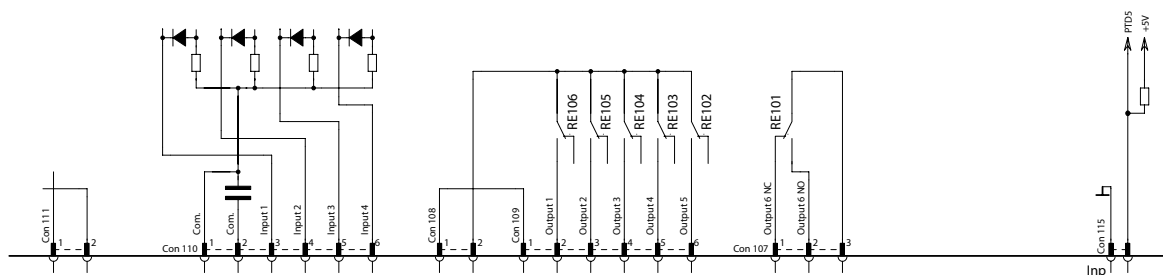 PTD5
+5V
RE106
RE105
RE104
RE103
RE102
RE101
Con 111
1
2
Con 110
Com.
1
Com.
2
Input 1
3
Input 2
4
Input 3
5
Input 4
6
Con 108
1
2
Con 109
1
Output 1
2
Output 2
3
Output 3
4
Output 4
5
Output 5
6
Con 107
Output 6 NC
1
Output 6 NO
2
3
Con 115
1
2
Inp